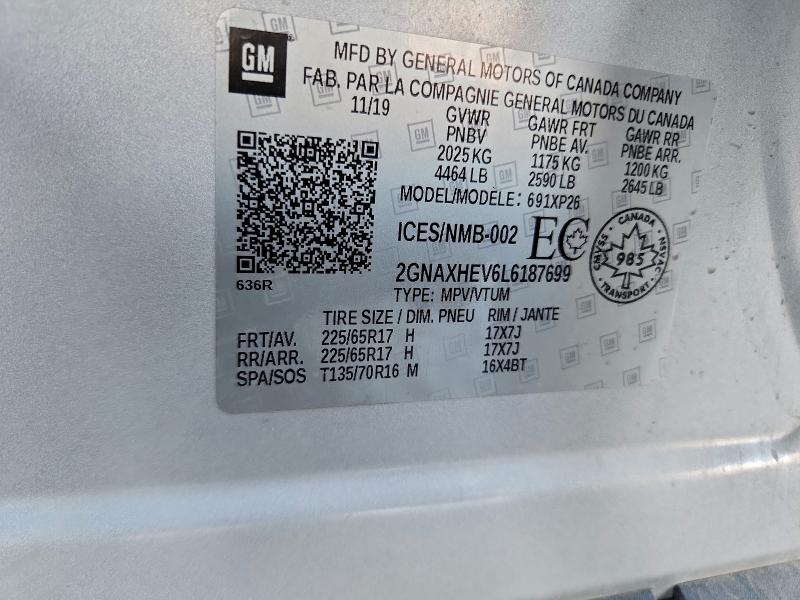 GM
MFD BY GENERAL MOTORS OF CANADA COMPANY
FAB. PAR LA COMPAGNIE GENERAL MOTORS DU CANADA
11/19 GVWR GAWR FRT GAWR RR
PNBV PNBE AV. PNBE ARR.
2025 KG 1175 KG 1200 KG
4464 LB 2590 LB 2645 LB
MODEL/MODÈLE: 691XP26
ICES/NMB-002 EC
CANADA
CMVSS NSVAC
985
TRANSPORT
2GNAXHEV6L6187699
636R
TYPE: MPV/VTUM
TIRE SIZE / DIM. PNEU RIM / JANTE
FRT/AV. 225/65R17 H 17X7J
RR/ARR. 225/65R17 H 17X7J
SPA/SOS T135/70R16 M 16X4BT